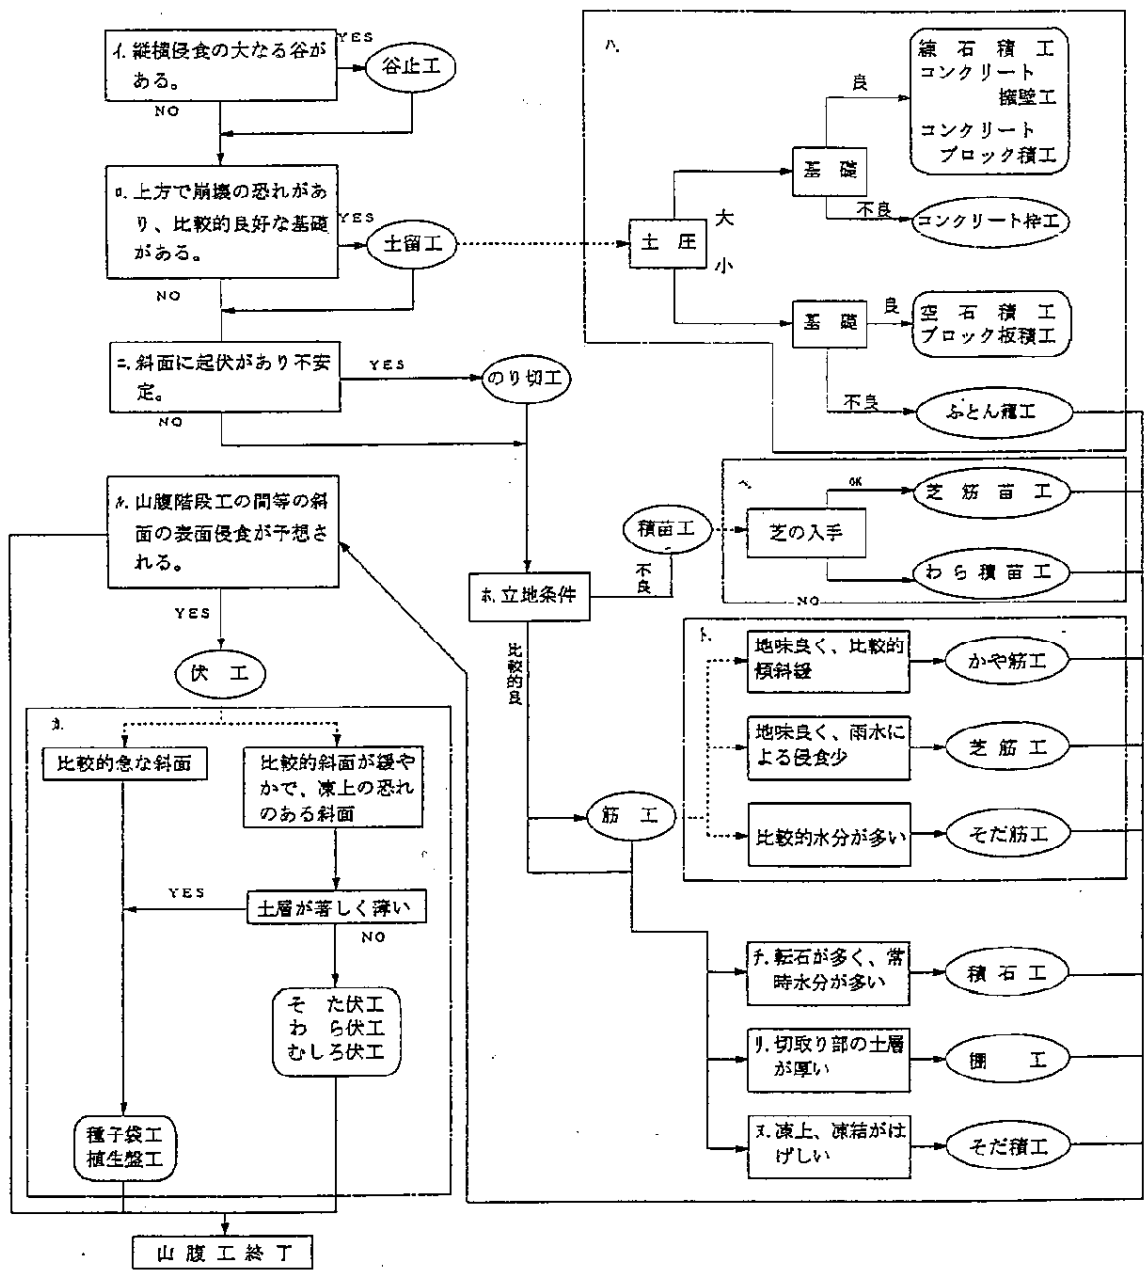 イ.縦横侵食の大なる谷が
ある。
YES
谷止工
NO
ロ.上方で崩壊の恐れがあ
り、比較的良好な基礎
がある。
YES
土留工
NO
ニ.斜面に起伏があり不安
定。
YES
のり切工
NO
ハ.
土圧
大
小
基礎
良
練石積工
コンクリート
擁壁工
コンクリート
ブロック積工
不良
コンクリート枠工
基礎
良
空石積工
ブロック板積工
不良
ふとん籠工
ホ.立地条件
不良
積苗工
ヘ.
芝の入手
OK
芝筋苗工
NO
わら積苗工
比較的良
筋工
ト.
地味良く、比較的
傾斜緩
かや筋工
地味良く、雨水に
よる侵食少
芝筋工
比較的水分が多い
そだ筋工
チ.転石が多く、常
時水分が多い
積石工
リ.切取り部の土層
が厚い
柵工
ヌ.凍上、凍結がは
げしい
そだ積工
ル.山腹階段工の間等の斜
面の表面侵食が予想さ
れる。
YES
伏工
比較的急な斜面
比較的斜面が緩や
かで、凍上の恐れ
のある斜面
YES
土層が著しく薄い
NO
そた伏工
わら伏工
むしろ伏工
種子袋工
植生盤工
山腹工終了